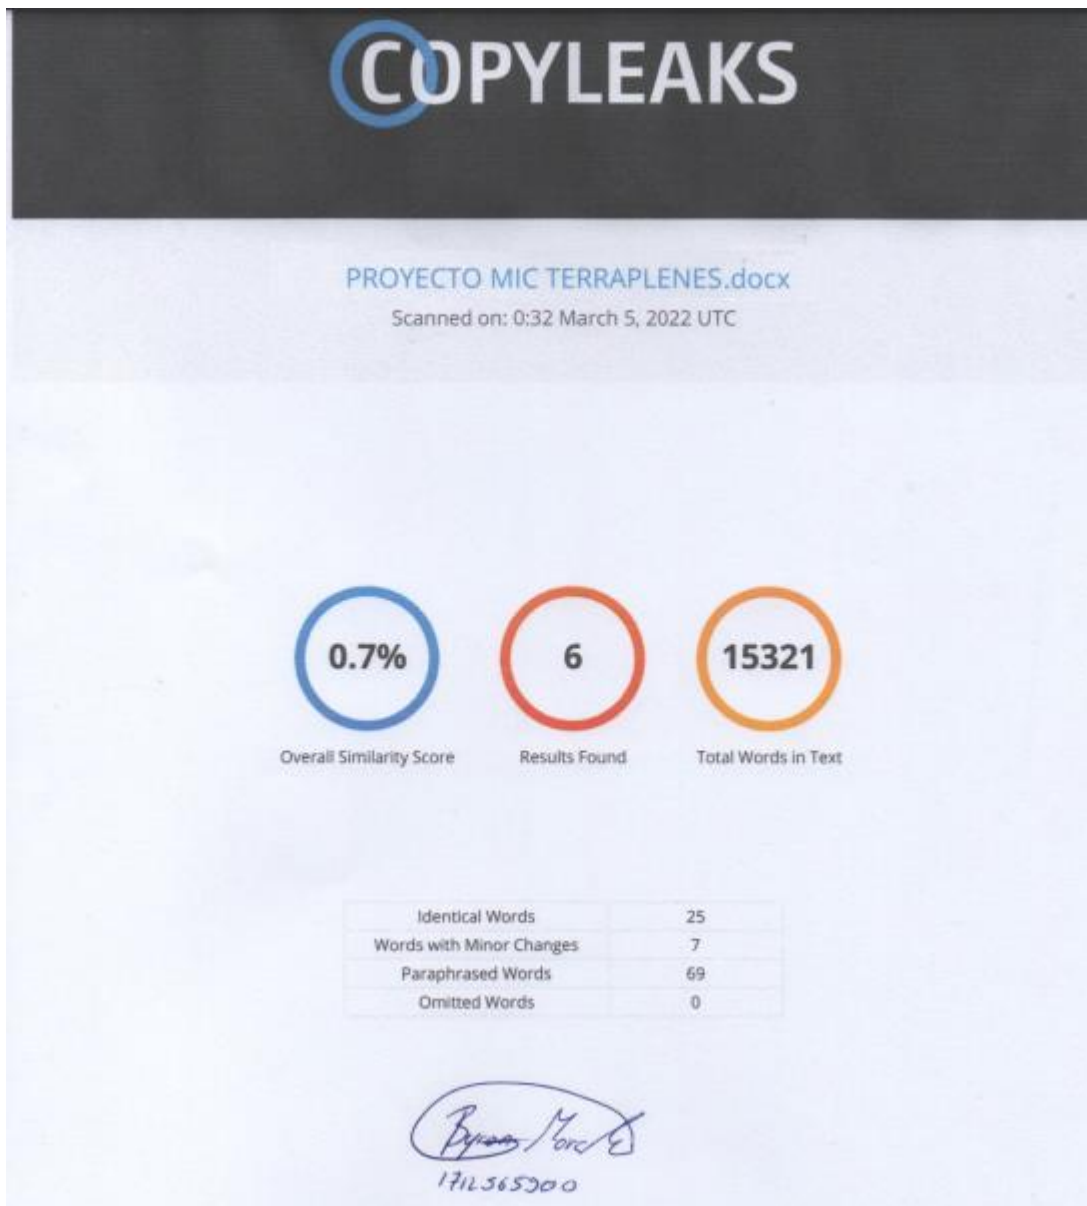 COPYLEAKS
PROYECTO MIC TERRAPLENES.docx
Scanned on: 0:32 March 5, 2022 UTC
0.7% 6 15321
Overall Similarity Score Results Found Total Words in Text
Identical Words 25
Words with Minor Changes 7
Paraphrased Words 69
Omitted Words 0
Byron